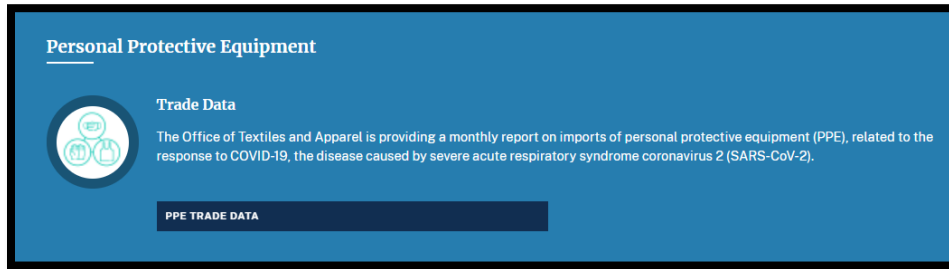 Personal Protective Equipment
Trade Data
The Office of Textiles and Apparel is providing a monthly report on imports of personal protective equipment (PPE), related to the
response to COVID-19, the disease caused by severe acute respiratory syndrome coronavirus 2 (SARS-CoV-2).
PPE TRADE DATA